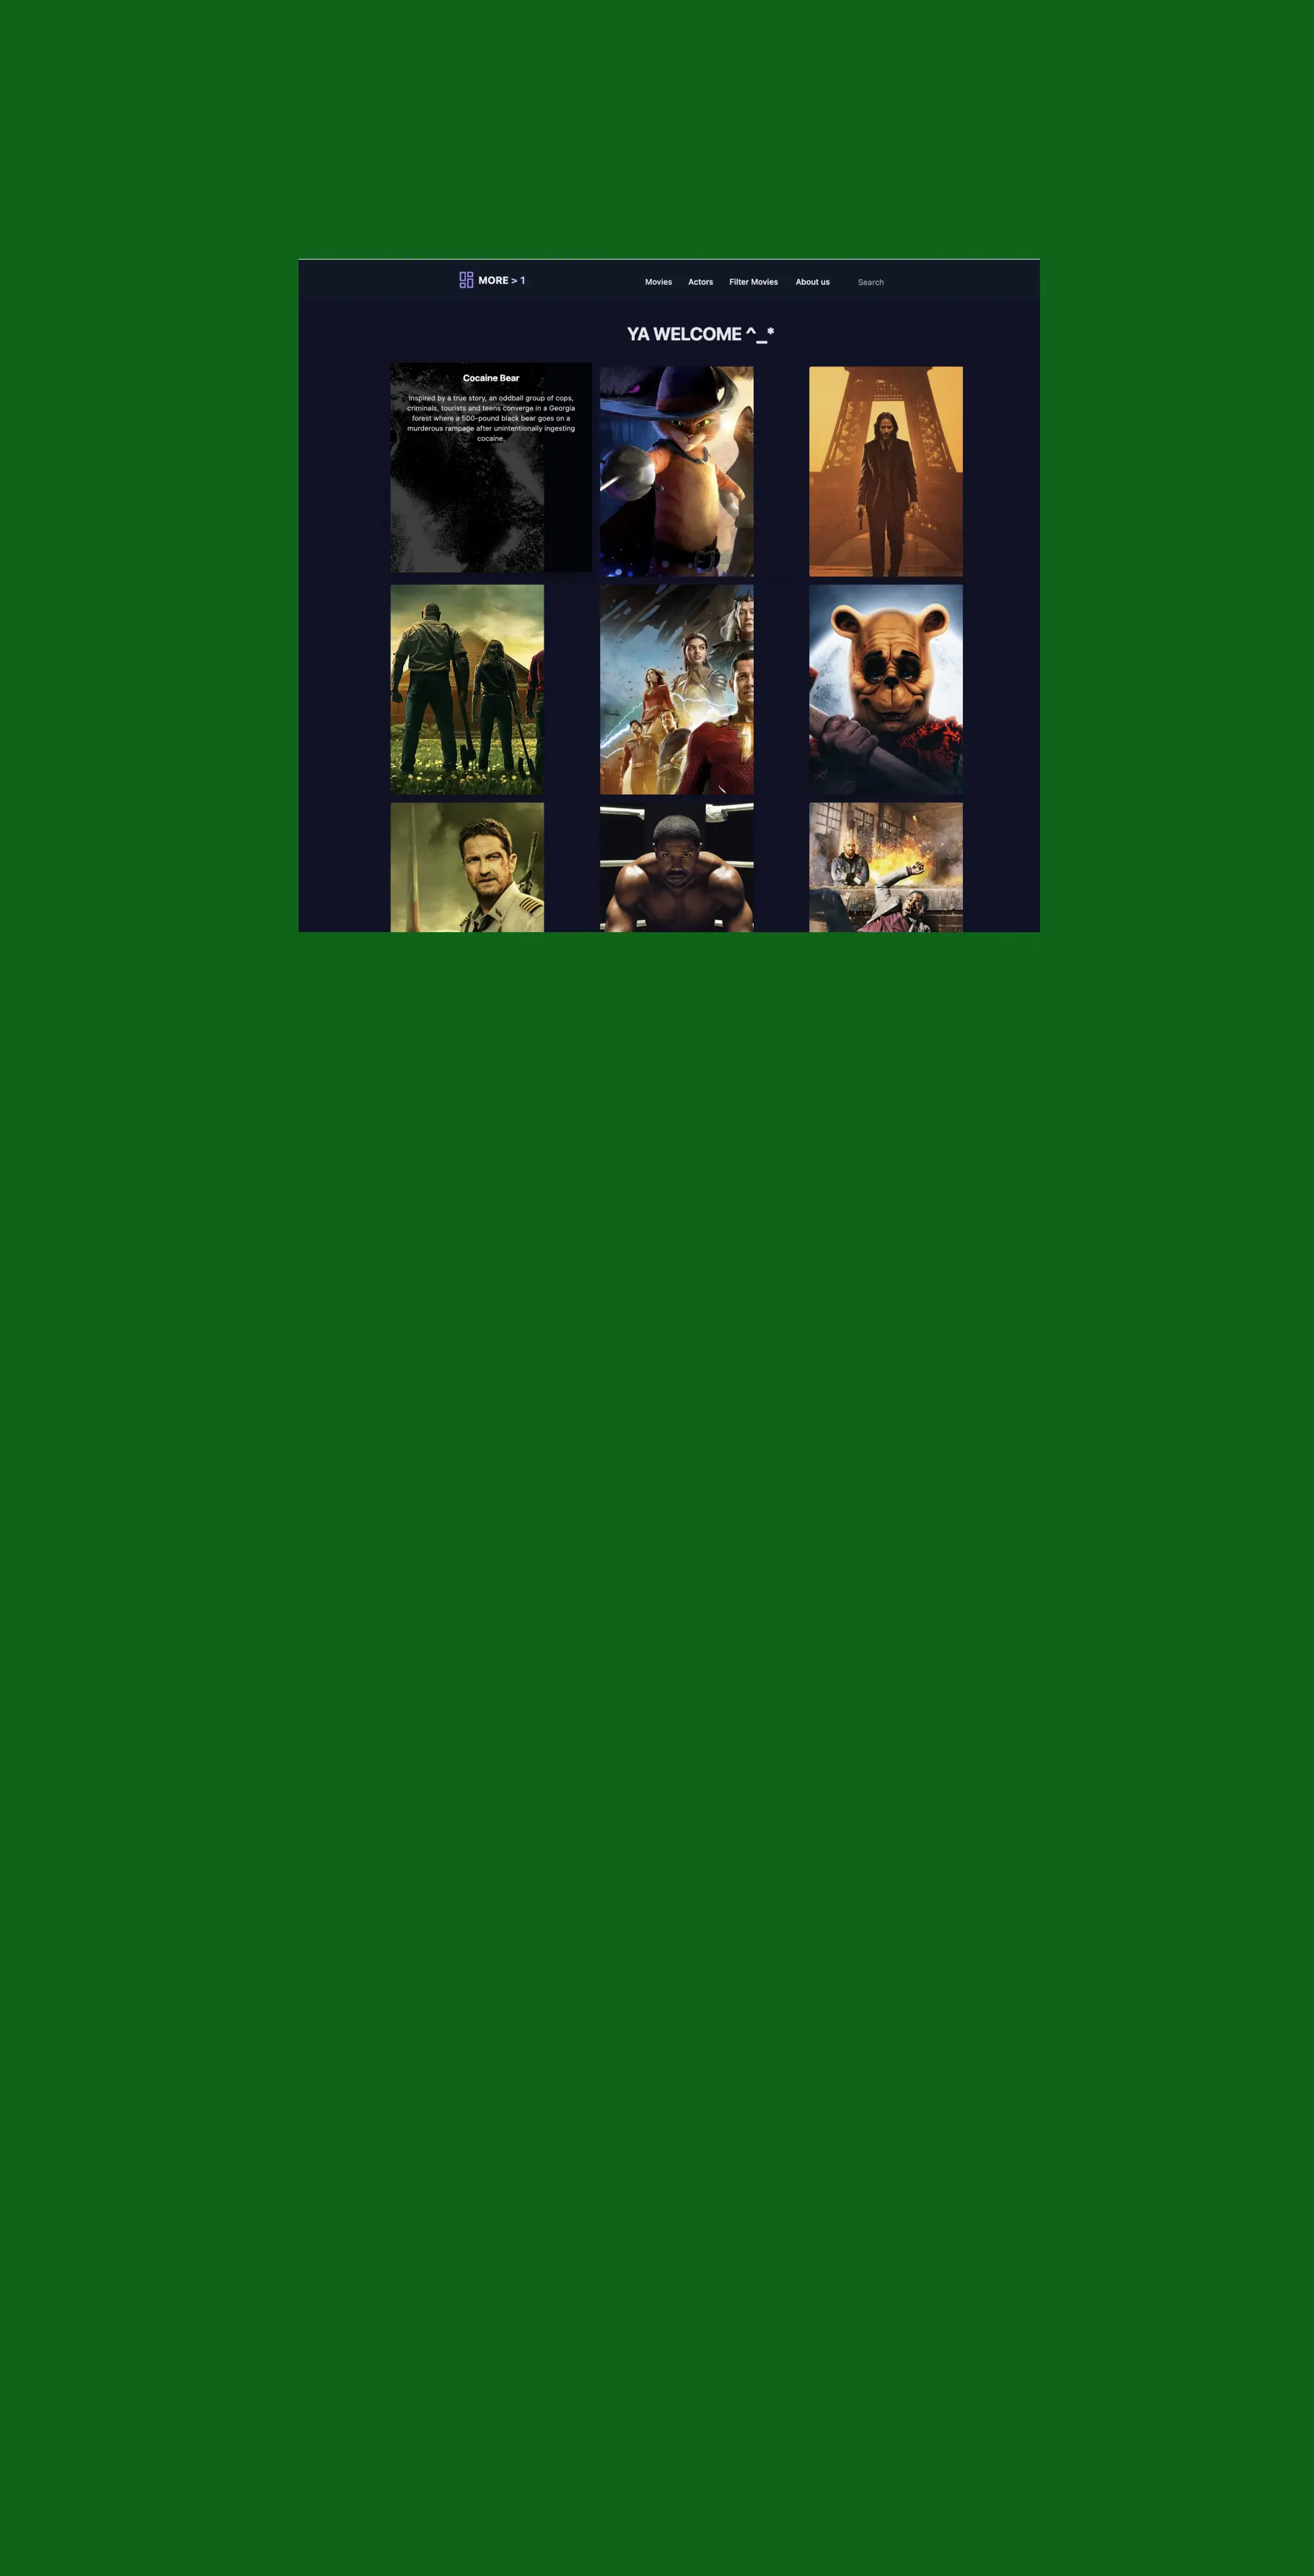 MORE > 1
Movies Actors Filter Movies About us Search
YA WELCOME ^_*
Cocaine Bear
Inspired by a true story, an oddball group of cops,
criminals, tourists and teens converge in a Georgia
forest where a 500-pound black bear goes on a
murderous rampage after unintentionally ingesting
cocaine.